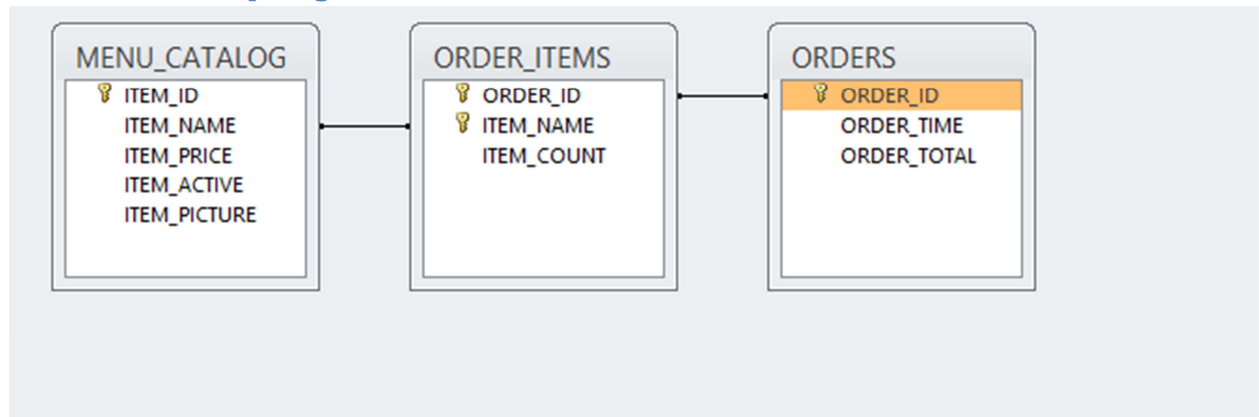 MENU_CATALOG
ITEM_ID
ITEM_NAME
ITEM_PRICE
ITEM_ACTIVE
ITEM_PICTURE
ORDER_ITEMS
ORDER_ID
ITEM_NAME
ITEM_COUNT
ORDERS
ORDER_ID
ORDER_TIME
ORDER_TOTAL